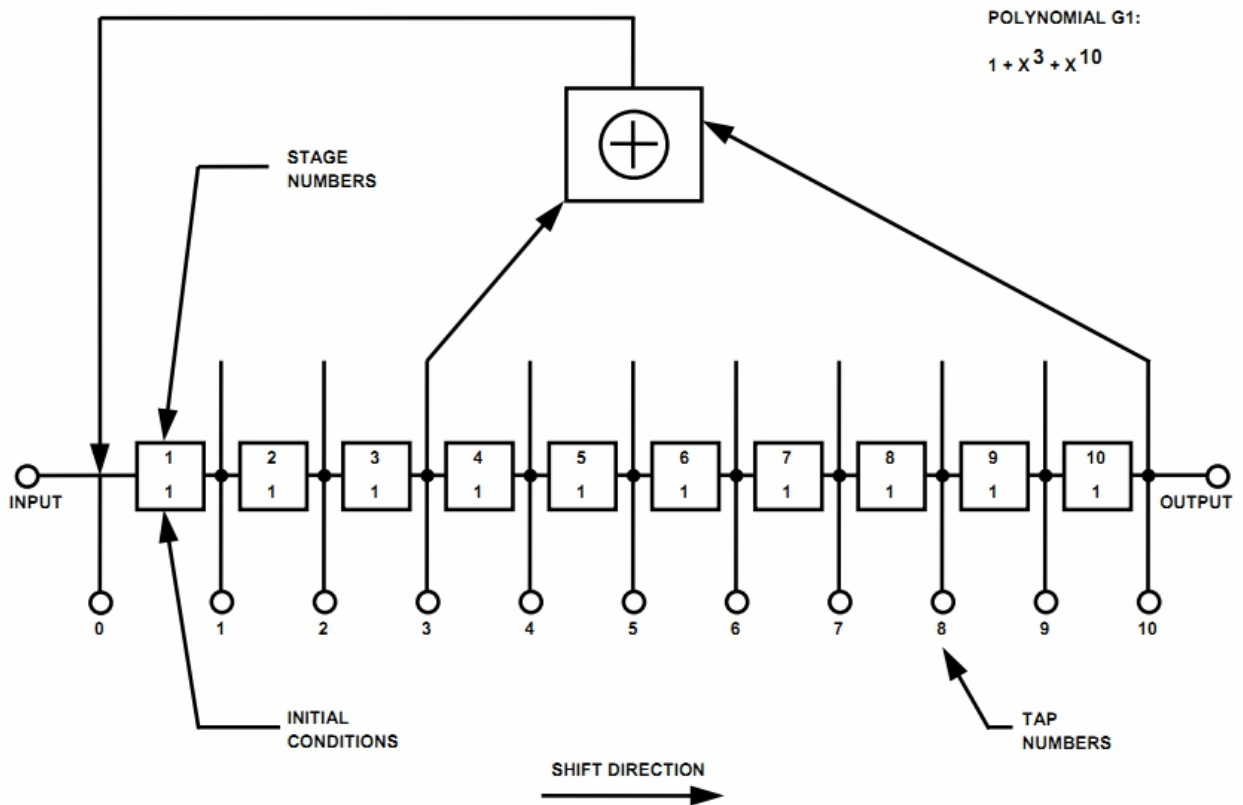 POLYNOMIAL G1:
1 + X^3 + X^10
STAGE
NUMBERS
1 2 3 4 5 6 7 8 9 10
1 1 1 1 1 1 1 1 1 1
INPUT
OUTPUT
0 1 2 3 4 5 6 7 8 9 10
INITIAL
CONDITIONS
TAP
NUMBERS
SHIFT DIRECTION